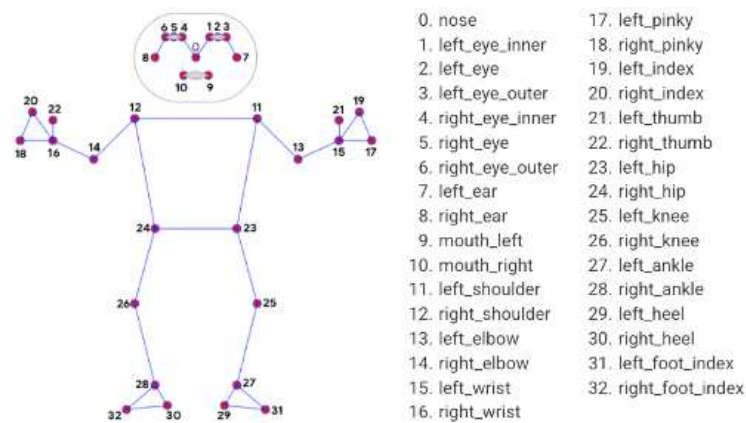 6 5 4 1 2 3
0
8 7
10 9
20 22 12 11 21 19
18 16 14 13 15 17
24 23
26 25
28 27
32 30 29 31
0. nose
1. left_eye_inner
2. left_eye
3. left_eye_outer
4. right_eye_inner
5. right_eye
6. right_eye_outer
7. left_ear
8. right_ear
9. mouth_left
10. mouth_right
11. left_shoulder
12. right_shoulder
13. left_elbow
14. right_elbow
15. left_wrist
16. right_wrist
17. left_pinky
18. right_pinky
19. left_index
20. right_index
21. left_thumb
22. right_thumb
23. left_hip
24. right_hip
25. left_knee
26. right_knee
27. left_ankle
28. right_ankle
29. left_heel
30. right_heel
31. left_foot_index
32. right_foot_index